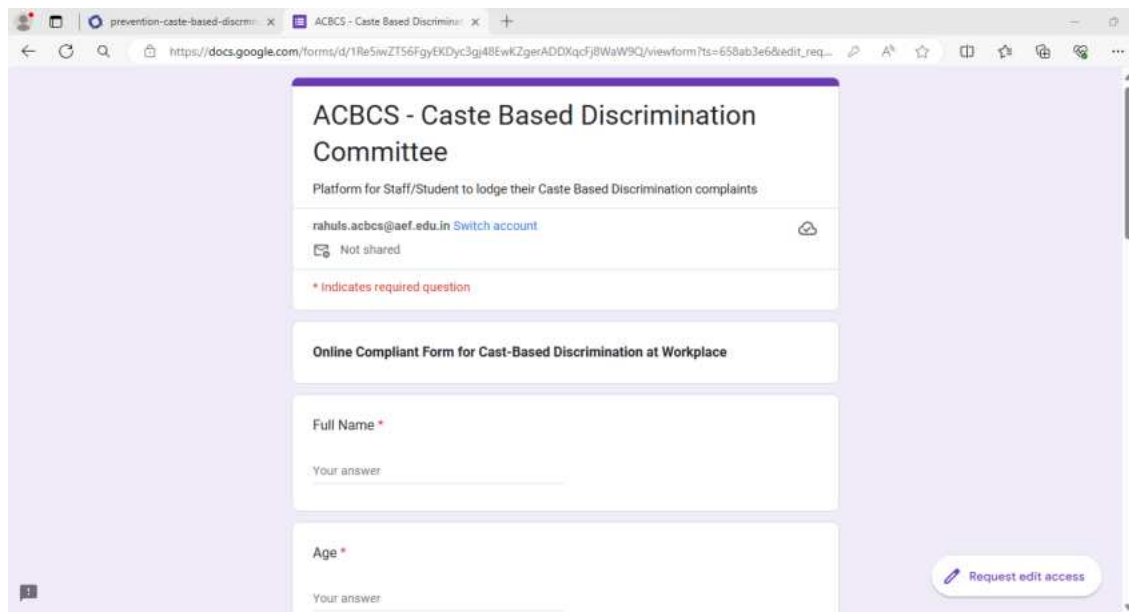 prevention-caste-based-discrmin
ACBCS - Caste Based Discriminat
https://docs.google.com/forms/d/1Re5iwZTS6FgyEKDyc3gj48EwKZgerADDXqcFj8WaW9Q/viewform?ts=658ab3e6&edit_req...
ACBCS - Caste Based Discrimination
Committee
Platform for Staff/Student to lodge their Caste Based Discrimination complaints
rahuls.acbcs@aef.edu.in Switch account
Not shared
* Indicates required question
Online Compliant Form for Cast-Based Discrimination at Workplace
Full Name *
Your answer
Age *
Your answer
Request edit access